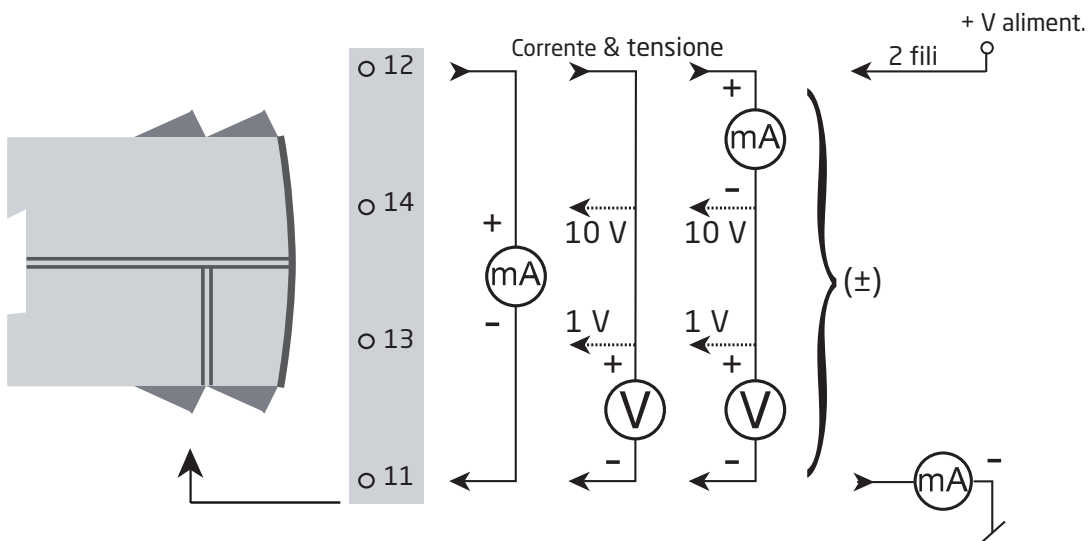 + V aliment.
Corrente & tensione
2 fili
12
+
mA
14
-
+
10 V
10 V
mA
(±)
-
1 V
1 V
13
+
+
V
V
-
-
11
mA
-